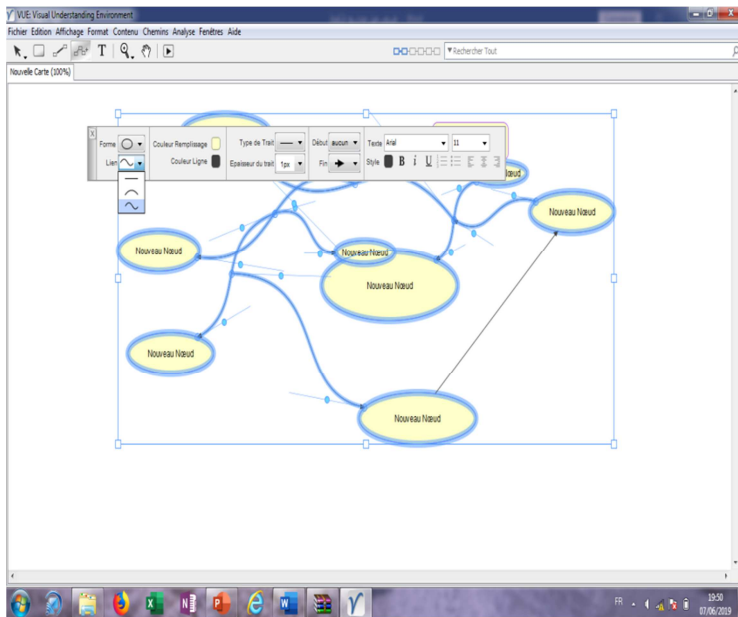 VUE: Visual Understanding Environment
Fichier Edition Affichage Format Contenu Chemins Analyse Fenêtres Aide
T
Rechercher Tout
Nouvelle Carte (100%)
X
Forme Couleur Remplissage Type de Trait Début aucun Texte Arial 11
Lien Couleur Ligne Epaisseur du trait 1px Fin Style B i U
Nouveau Nœud
Nouveau Nœud
Nouveau Nœud
Nouveau Nœud
Nouveau Nœud
Nouveau Nœud
FR 19:50
07/06/2019